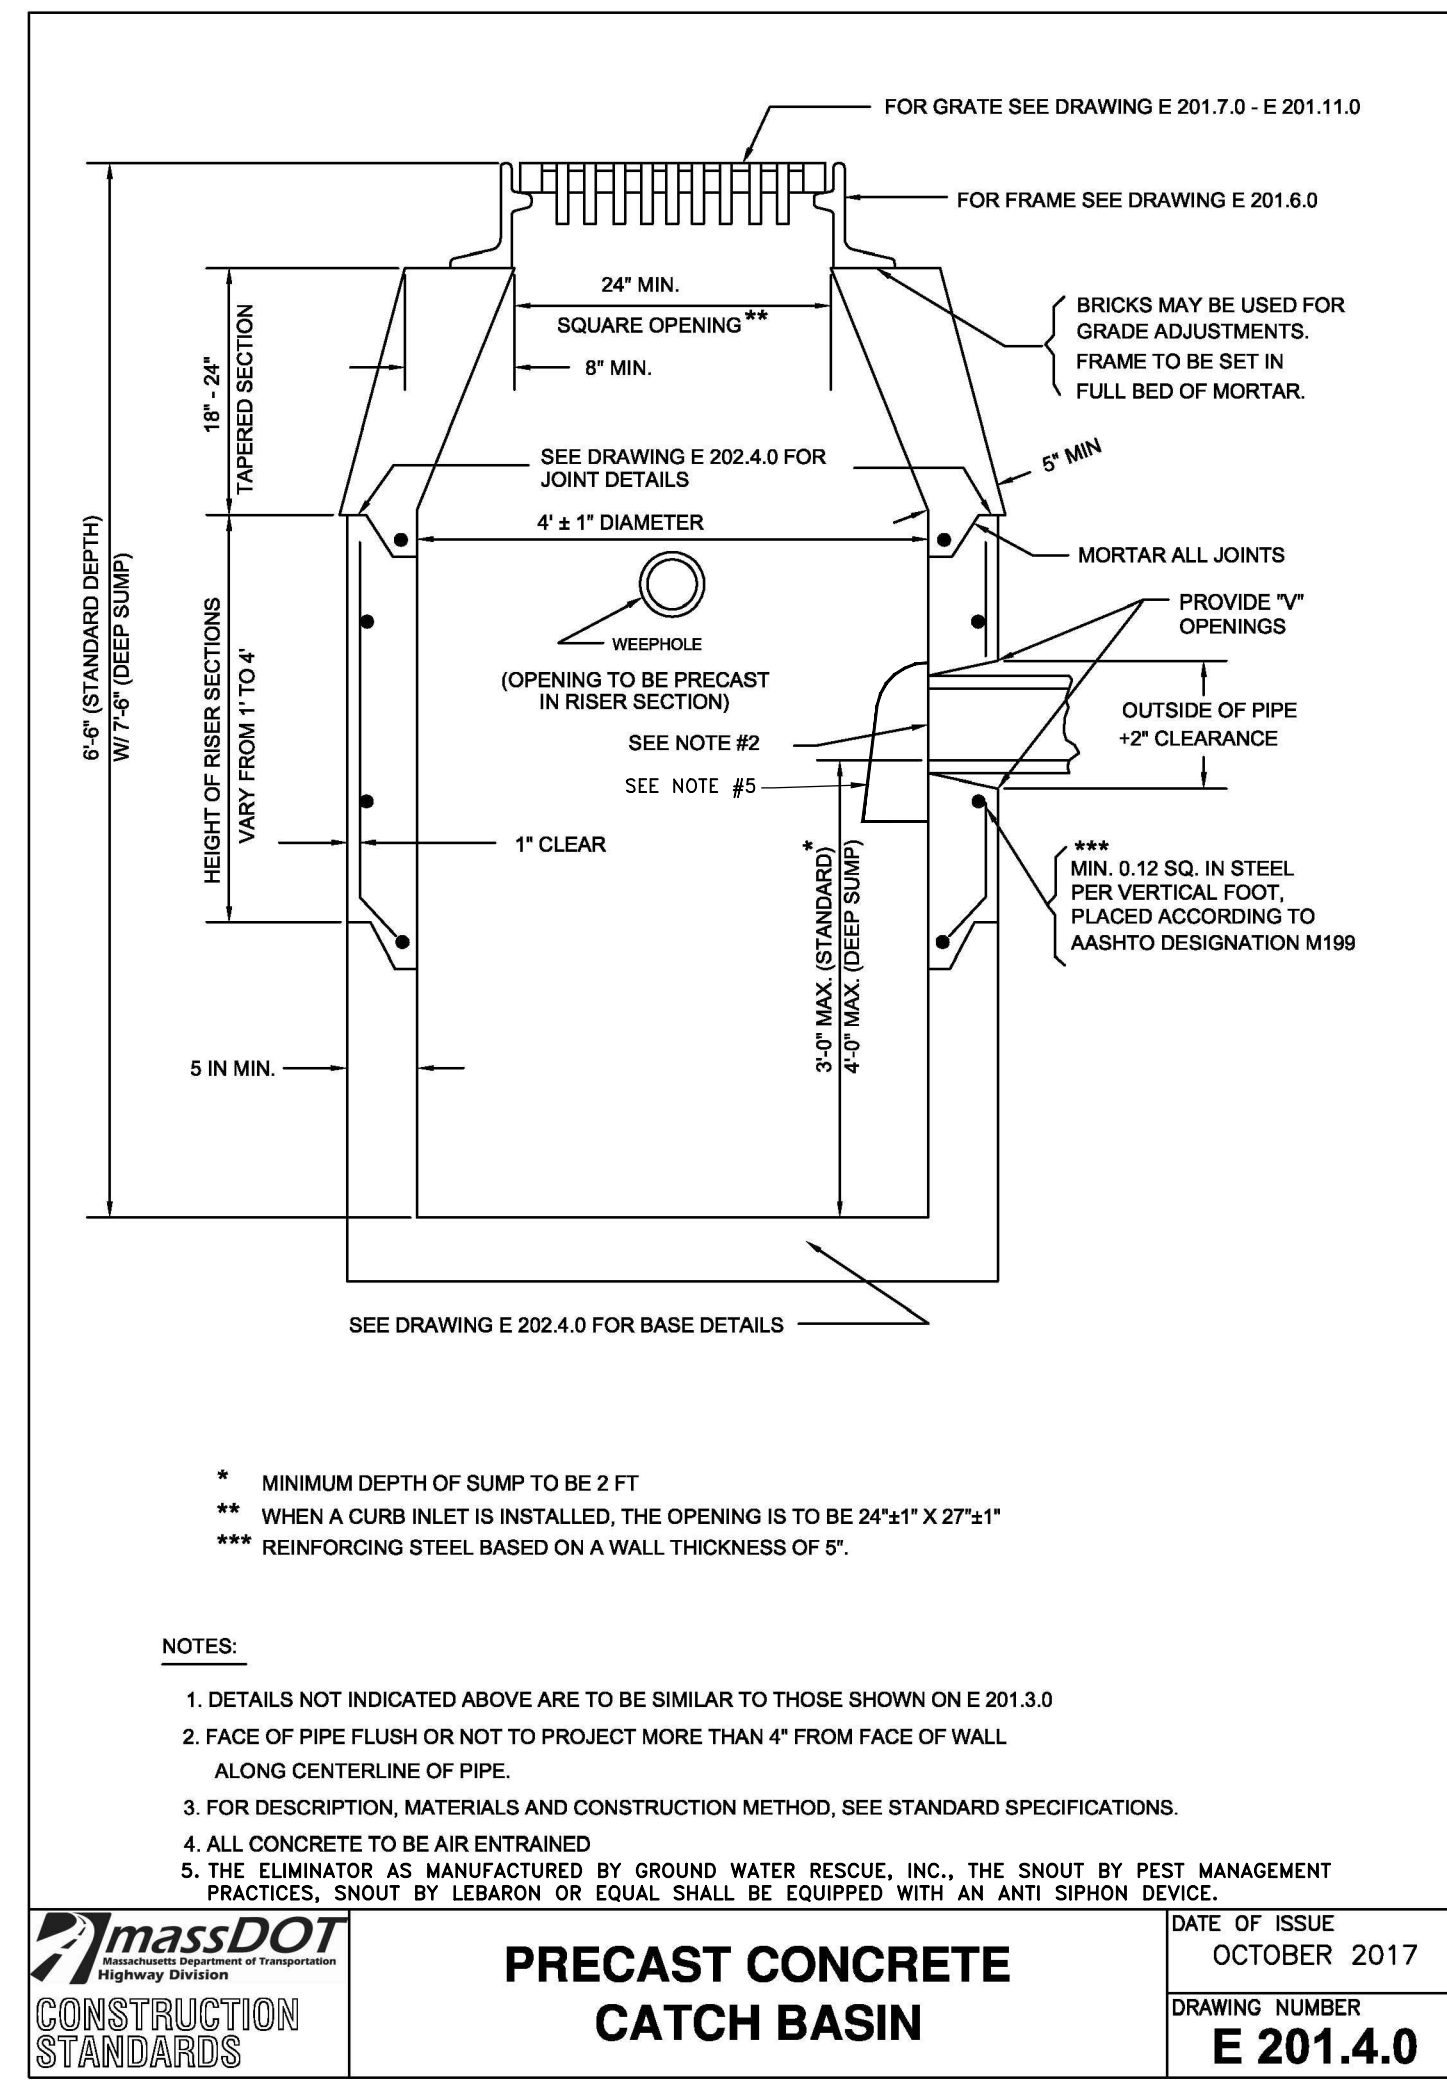 FOR GRATE SEE DRAWING E 201.7.0 - E 201.11.0
FOR FRAME SEE DRAWING E 201.6.0
24" MIN.
SQUARE OPENING**
8" MIN.
BRICKS MAY BE USED FOR
GRADE ADJUSTMENTS.
FRAME TO BE SET IN
FULL BED OF MORTAR.
18" - 24"
TAPERED SECTION
5" MIN
SEE DRAWING E 202.4.0 FOR
JOINT DETAILS
4' ± 1" DIAMETER
MORTAR ALL JOINTS
6'-6" (STANDARD DEPTH)
W/ 7'-6" (DEEP SUMP)
HEIGHT OF RISER SECTIONS
VARY FROM 1' TO 4'
PROVIDE "V"
OPENINGS
WEEPHOLE
(OPENING TO BE PRECAST
IN RISER SECTION)
OUTSIDE OF PIPE
+2" CLEARANCE
SEE NOTE #2
SEE NOTE #5
1" CLEAR
3'-0" MAX. (STANDARD)*
4'-0" MAX. (DEEP SUMP)
***
MIN. 0.12 SQ. IN STEEL
PER VERTICAL FOOT,
PLACED ACCORDING TO
AASHTO DESIGNATION M199
5 IN MIN.
SEE DRAWING E 202.4.0 FOR BASE DETAILS
* MINIMUM DEPTH OF SUMP TO BE 2 FT
** WHEN A CURB INLET IS INSTALLED, THE OPENING IS TO BE 24"±1" X 27"±1"
*** REINFORCING STEEL BASED ON A WALL THICKNESS OF 5".
NOTES:
1. DETAILS NOT INDICATED ABOVE ARE TO BE SIMILAR TO THOSE SHOWN ON E 201.3.0
2. FACE OF PIPE FLUSH OR NOT TO PROJECT MORE THAN 4" FROM FACE OF WALL
ALONG CENTERLINE OF PIPE.
3. FOR DESCRIPTION, MATERIALS AND CONSTRUCTION METHOD, SEE STANDARD SPECIFICATIONS.
4. ALL CONCRETE TO BE AIR ENTRAINED
5. THE ELIMINATOR AS MANUFACTURED BY GROUND WATER RESCUE, INC., THE SNOUT BY PEST MANAGEMENT
PRACTICES, SNOUT BY LEBARON OR EQUAL SHALL BE EQUIPPED WITH AN ANTI SIPHON DEVICE.
massDOT
Massachusetts Department of Transportation
Highway Division
CONSTRUCTION
STANDARDS
PRECAST CONCRETE
CATCH BASIN
DATE OF ISSUE
OCTOBER 2017
DRAWING NUMBER
E 201.4.0